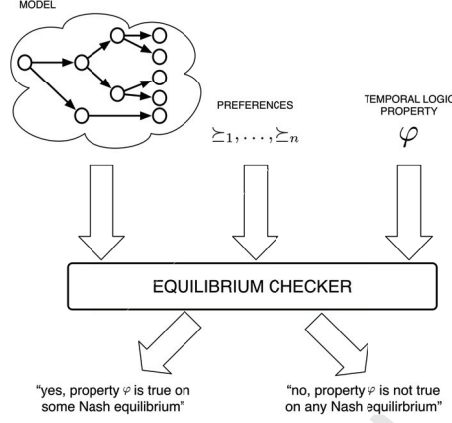 MODEL
PREFERENCES
⪰1, . . . , ⪰n
TEMPORAL LOGIC
PROPERTY
φ
EQUILIBRIUM CHECKER
“yes, property φ is true on
some Nash equilibrium”
“no, property φ is not true
on any Nash equilirbrium”